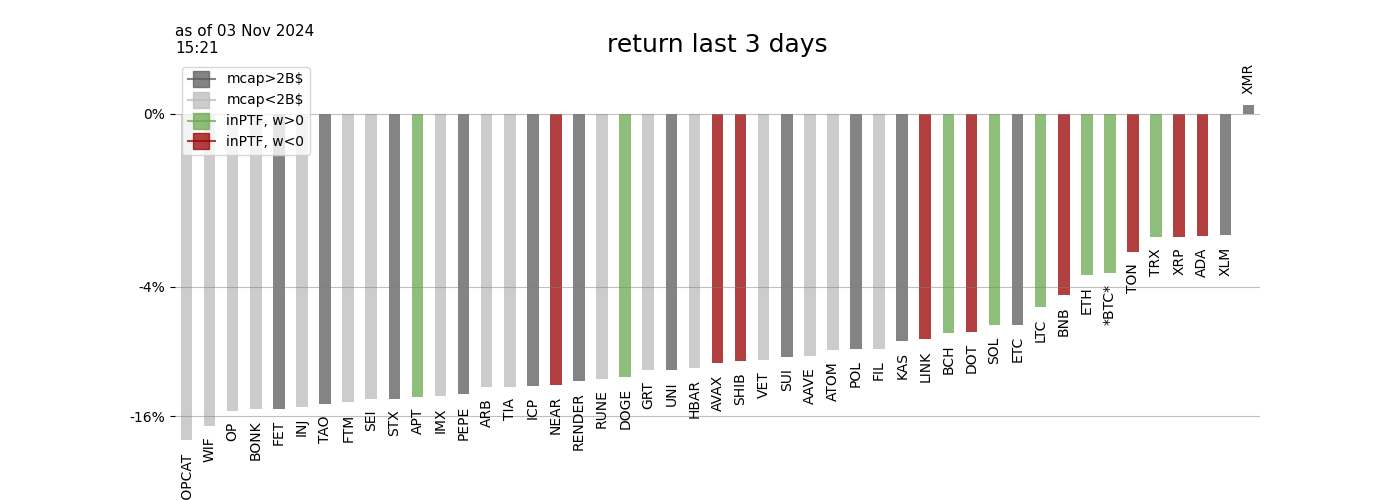 as of 03 Nov 2024
15:21
return last 3 days
mcap>2B$
mcap<2B$
inPTF, w>0
inPTF, w<0
0%
-4%
-16%
OPCAT
WIF
OP
BONK
FET
INJ
TAO
FTM
SEI
STX
APT
IMX
PEPE
ARB
TIA
ICP
NEAR
RENDER
RUNE
DOGE
GRT
UNI
HBAR
AVAX
SHIB
VET
SUI
AAVE
ATOM
POL
FIL
KAS
LINK
BCH
DOT
SOL
ETC
LTC
BNB
ETH
*BTC*
TON
TRX
XRP
ADA
XLM
XMR